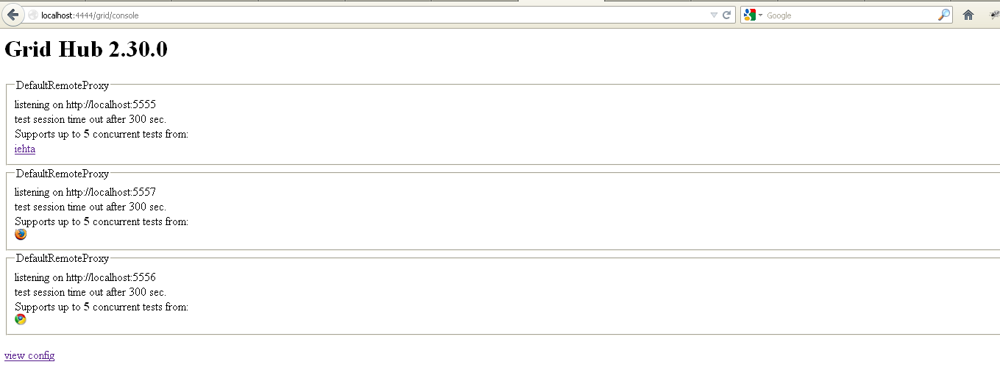 localhost:4444/grid/console
Google
Grid Hub 2.30.0
DefaultRemoteProxy
listening on http://localhost:5555
test session time out after 300 sec.
Supports up to 5 concurrent tests from:
iehta
DefaultRemoteProxy
listening on http://localhost:5557
test session time out after 300 sec.
Supports up to 5 concurrent tests from:
DefaultRemoteProxy
listening on http://localhost:5556
test session time out after 300 sec.
Supports up to 5 concurrent tests from:
view config